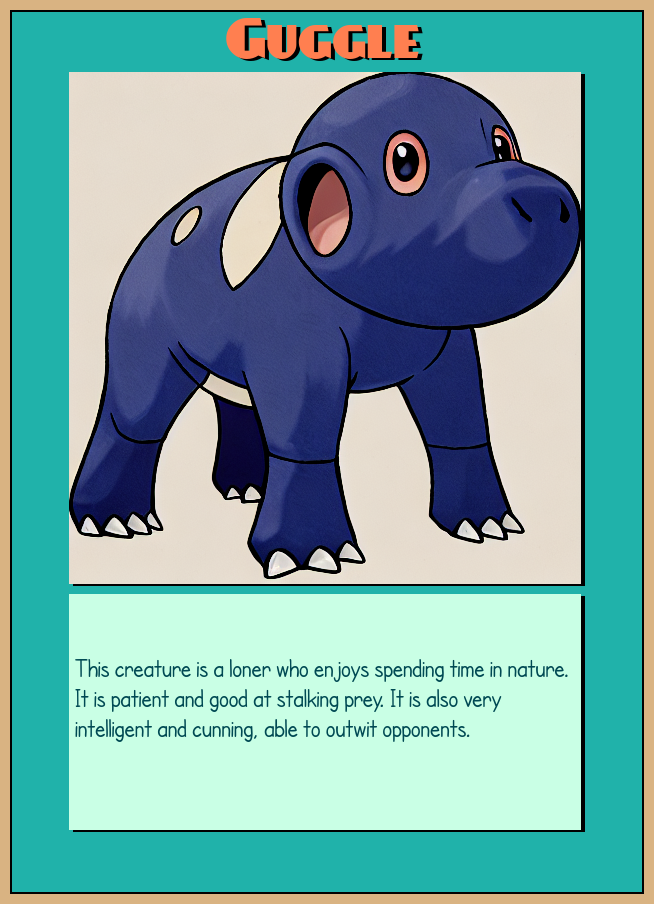 Guggle
This creature is a loner who enjoys spending time in nature.
It is patient and good at stalking prey. It is also very
intelligent and cunning, able to outwit opponents.